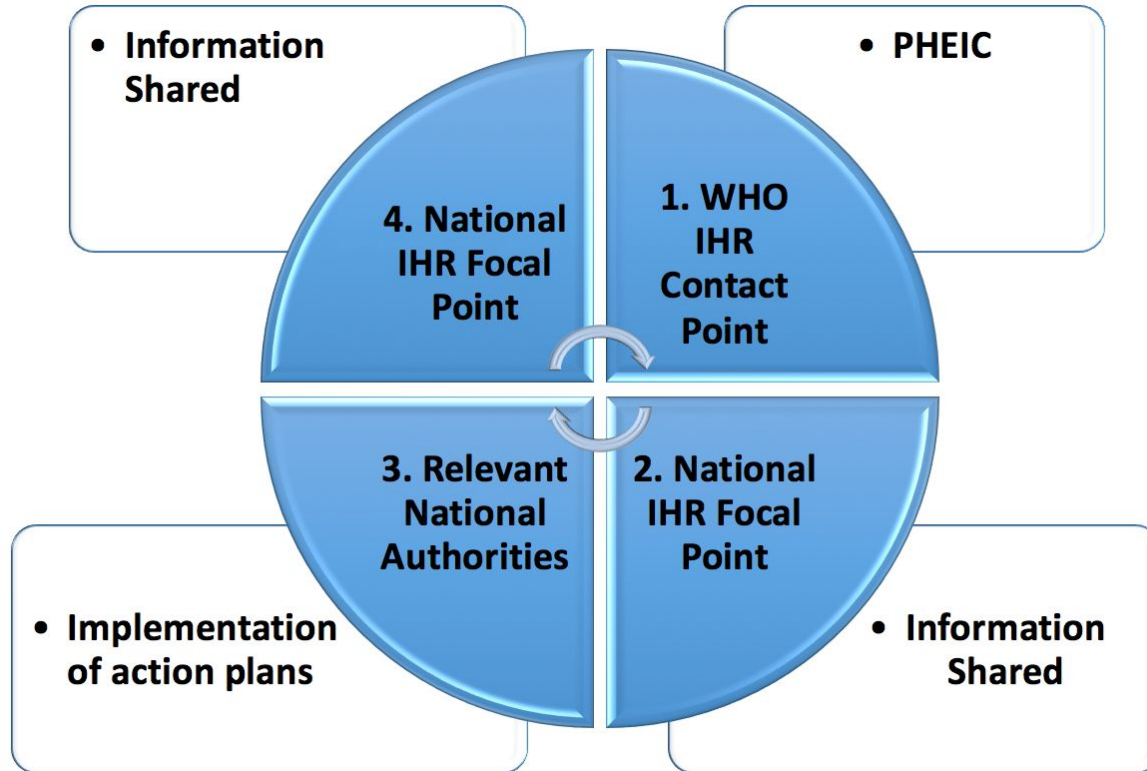 • Information
Shared
• PHEIC
4. National
IHR Focal
Point
1. WHO
IHR
Contact
Point
3. Relevant
National
Authorities
2. National
IHR Focal
Point
• Implementation
of action plans
• Information
Shared